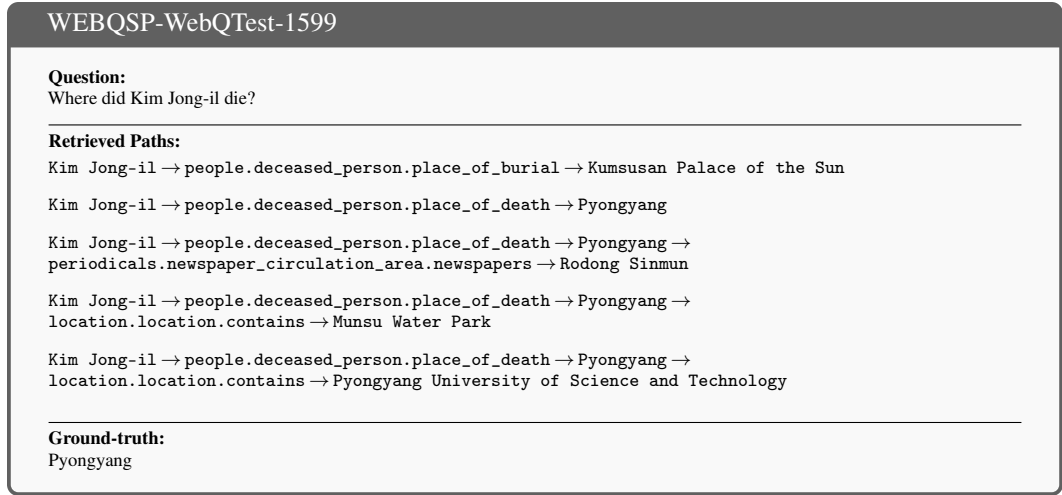 WEBQSP-WebQTest-1599
Question:
Where did Kim Jong-il die?
Retrieved Paths:
Kim Jong-il → people.deceased_person.place_of_burial → Kumsusan Palace of the Sun
Kim Jong-il → people.deceased_person.place_of_death → Pyongyang
Kim Jong-il → people.deceased_person.place_of_death → Pyongyang →
periodicals.newspaper_circulation_area.newspapers → Rodong Sinmun
Kim Jong-il → people.deceased_person.place_of_death → Pyongyang →
location.location.contains → Munsu Water Park
Kim Jong-il → people.deceased_person.place_of_death → Pyongyang →
location.location.contains → Pyongyang University of Science and Technology
Ground-truth:
Pyongyang